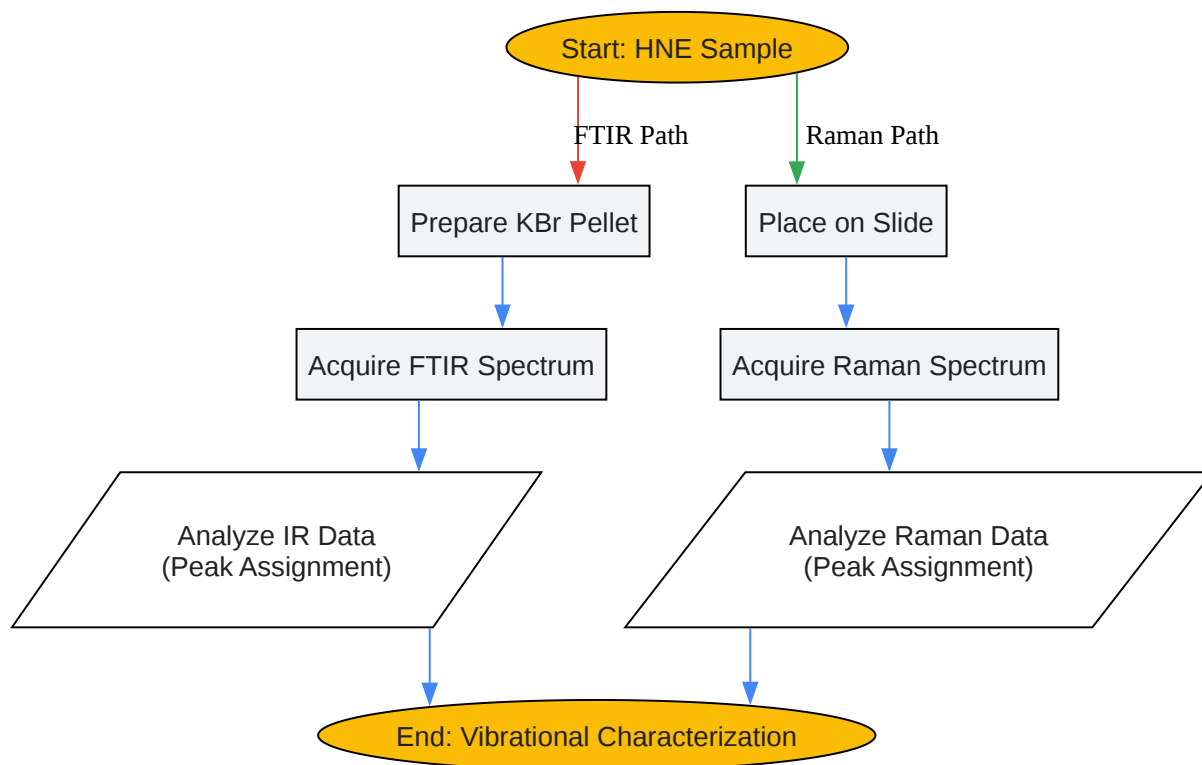 Start: HNE Sample
FTIR Path
Raman Path
Prepare KBr Pellet
Place on Slide
Acquire FTIR Spectrum
Acquire Raman Spectrum
Analyze IR Data
(Peak Assignment)
Analyze Raman Data
(Peak Assignment)
End: Vibrational Characterization